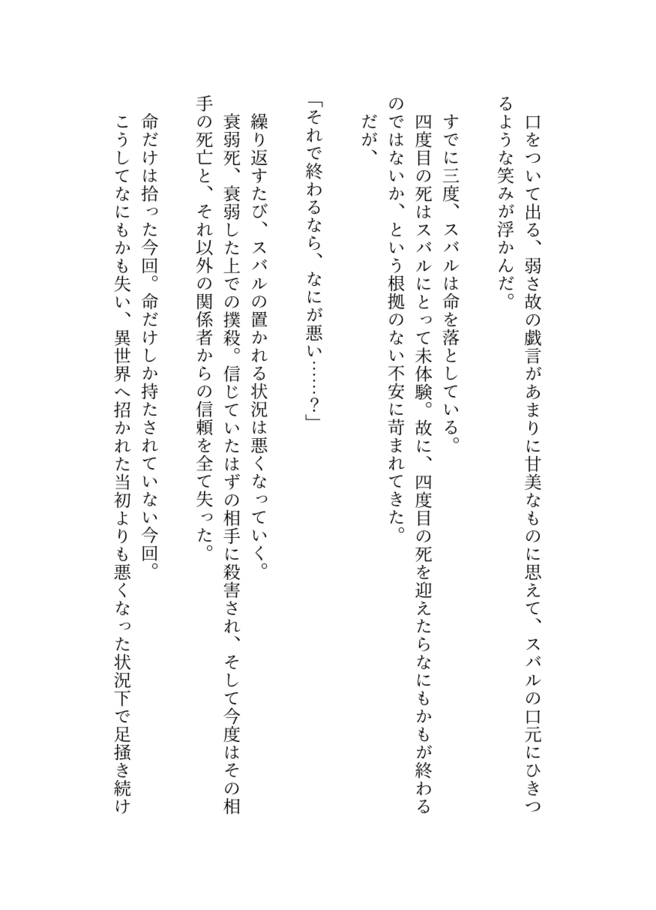 口をついて出る、弱さ故の戯言があまりに甘美なものに思えて、スバルの口元にひきつ
るような笑みが浮かんだ。
すでに三度、スバルは命を落としている。
四度目の死はスバルにとって未体験。故に、四度目の死を迎えたらなにもかもが終わる
のではないか、という根拠のない不安に苛まれてきた。
だが、
「それで終わるなら、なにが悪い……？」
繰り返すたび、スバルの置かれる状況は悪くなっていく。
衰弱死、衰弱した上での撲殺。信じていたはずの相手に殺害され、そして今度はその相
手の死亡と、それ以外の関係者からの信頼を全て失った。
命だけは拾った今回。命だけしか持たされていない今回。
こうしてなにもかも失い、異世界へ招かれた当初よりも悪くなった状況下で足掻き続け